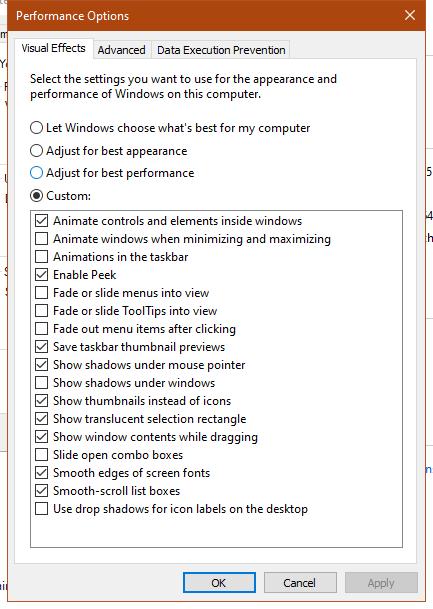 Performance Options
Visual Effects Advanced Data Execution Prevention
Select the settings you want to use for the appearance and
performance of Windows on this computer.
Let Windows choose what's best for my computer
Adjust for best appearance
Adjust for best performance
Custom:
Animate controls and elements inside windows
Animate windows when minimizing and maximizing
Animations in the taskbar
Enable Peek
Fade or slide menus into view
Fade or slide ToolTips into view
Fade out menu items after clicking
Save taskbar thumbnail previews
Show shadows under mouse pointer
Show shadows under windows
Show thumbnails instead of icons
Show translucent selection rectangle
Show window contents while dragging
Slide open combo boxes
Smooth edges of screen fonts
Smooth-scroll list boxes
Use drop shadows for icon labels on the desktop
OK Cancel Apply